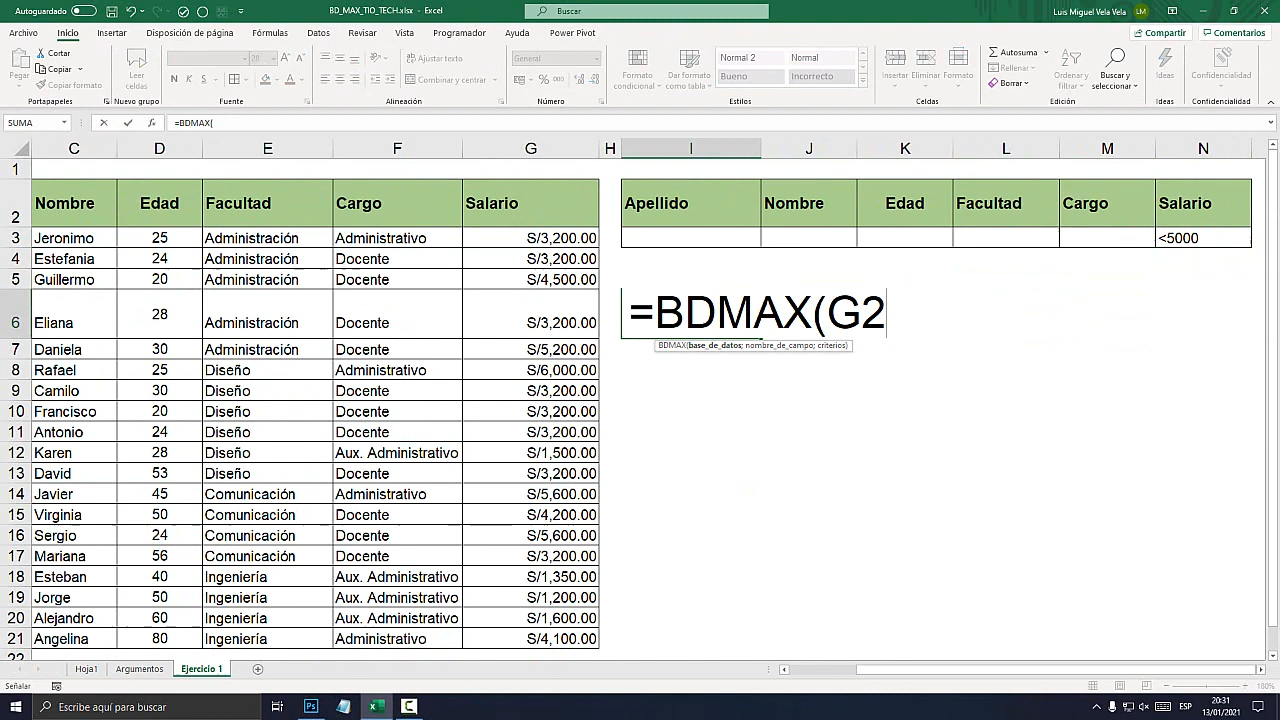 Autoguardado
BD_MAX_TIO_TECH.xlsx - Excel
Buscar
Luis Miguel Vela Vela
LM
Archivo Inicio Insertar Disposición de página Fórmulas Datos Revisar Vista Programador Ayuda Power Pivot
Compartir Comentarios
Pegar
Cortar
Copiar
Copiar formato
Portapapeles
Leer celdas
Nuevo grupo
N K S
Fuente
Ajustar texto
Combinar y centrar
Alineación
General
% 000
Número
Formato condicional
Dar formato como tabla
Normal 2 Normal
Bueno Incorrecto
Estilos
Insertar Eliminar Formato
Celdas
Autosuma
Rellenar
Borrar
Ordenar y filtrar
Buscar y seleccionar
Edición
Ideas
Ideas
Confidencialidad
Confidencialidad
SUMA fx =BDMAX(
C D E F G H I J K L M N
1
2 Nombre Edad Facultad Cargo Salario Apellido Nombre Edad Facultad Cargo Salario
3 Jeronimo 25 Administración Administrativo S/3,200.00 <5000
4 Estefania 24 Administración Docente S/3,200.00
5 Guillermo 20 Administración Docente S/4,500.00
6 Eliana 28 Administración Docente S/3,200.00 =BDMAX(G2
BDMAX(base_de_datos; nombre_de_campo; criterios)
7 Daniela 30 Administración Docente S/5,200.00
8 Rafael 25 Diseño Administrativo S/6,000.00
9 Camilo 30 Diseño Docente S/3,200.00
10 Francisco 20 Diseño Docente S/3,200.00
11 Antonio 24 Diseño Docente S/3,200.00
12 Karen 28 Diseño Aux. Administrativo S/1,500.00
13 David 53 Diseño Docente S/3,200.00
14 Javier 45 Comunicación Administrativo S/5,600.00
15 Virginia 50 Comunicación Docente S/4,200.00
16 Sergio 24 Comunicación Docente S/5,600.00
17 Mariana 56 Comunicación Docente S/3,200.00
18 Esteban 40 Ingeniería Aux. Administrativo S/1,350.00
19 Jorge 50 Ingeniería Aux. Administrativo S/1,200.00
20 Alejandro 60 Ingeniería Aux. Administrativo S/1,600.00
21 Angelina 80 Ingeniería Administrativo S/4,100.00
22
Hoja1 Argumentos Ejercicio 1
Señalar
180%
Escribe aquí para buscar
Ps
ESP
20:31
13/01/2021